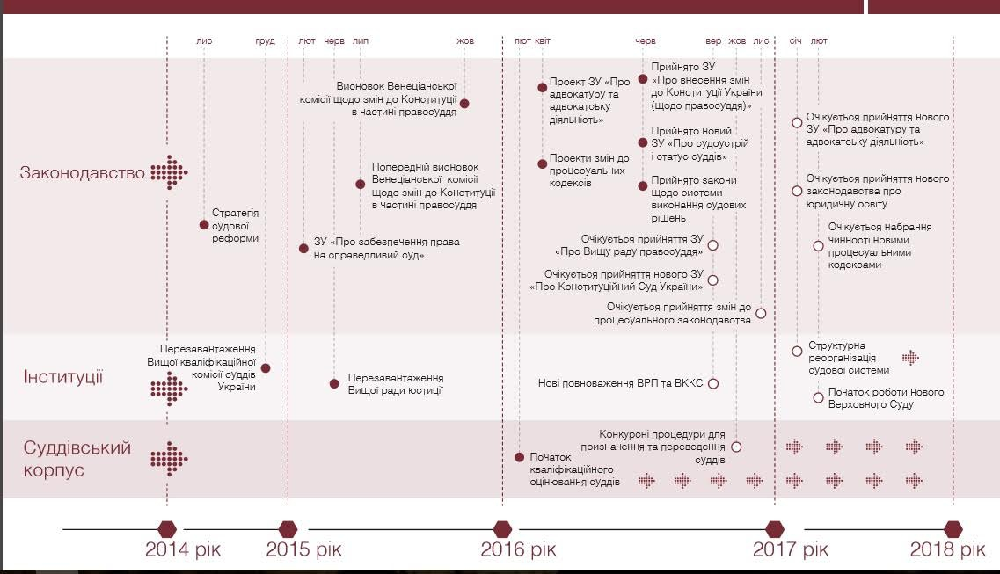 лис
груд
лют
черв
лип
жов
лют
квіт
черв
вер
жов
лис
січ
лют
Законодавство
Стратегія
судової
реформи
ЗУ «Про забезпечення права
на справедливий суд»
Попередній висновок
Венеціанської комісії
щодо змін до Конституції
в частині правосуддя
Висновок Венеціанської
комісії щодо змін до Конституції
в частині правосуддя
Проект ЗУ «Про
адвокатуру та
адвокатську
діяльність»
Проекти змін до
процесуальних
кодексів
Прийнято ЗУ
«Про внесення змін
до Конституції України
(щодо правосуддя)»
Прийнято новий
ЗУ «Про судоустрій
і статус суддів»
Прийнято закони
щодо системи
виконання судових
рішень
Очікується прийняття ЗУ
«Про Вищу раду правосуддя»
Очікується прийняття нового ЗУ
«Про Конституційний Суд України»
Очікується прийняття змін до
процесуального законодавства
Очікується прийняття нового
ЗУ «Про адвокатуру та
адвокатську діяльність»
Очікується прийняття нового
законодавства про
юридичну освіту
Очікується набрання
чинності новими
процесуальними
кодексами
Інституції
Перезавантаження
Вищої кваліфікаційної
комісії суддів
України
Перезавантаження
Вищої ради юстиції
Нові повноваження ВРП та ВККС
Структурна
реорганізація
судової системи
Початок роботи нового
Верховного Суду
Суддівський
корпус
Початок
кваліфікаційного
оцінювання суддів
Конкурсні процедури для
призначення та переведення
суддів
2014 рік
2015 рік
2016 рік
2017 рік
2018 рік